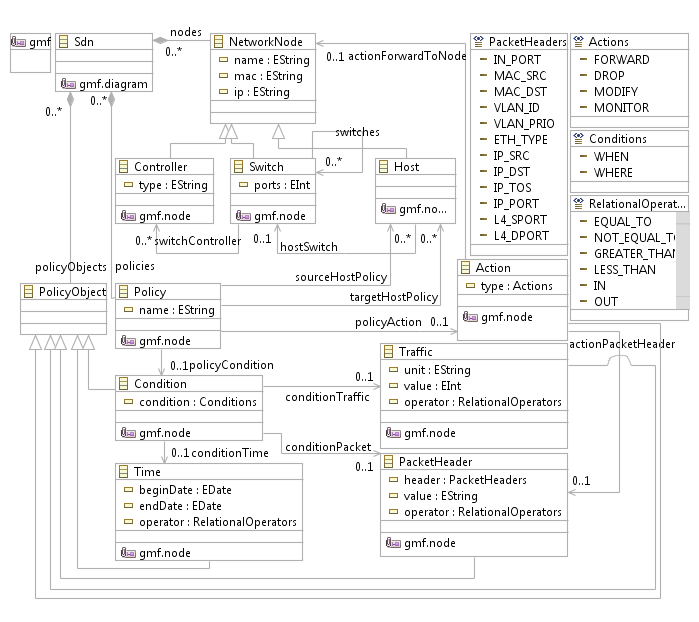 gmf
Sdn
gmf.diagram
nodes
0..*
NetworkNode
name : EString
mac : EString
ip : EString
0..1 actionForwardToNode
PacketHeaders
IN_PORT
MAC_SRC
MAC_DST
VLAN_ID
VLAN_PRIO
ETH_TYPE
IP_SRC
IP_DST
IP_TOS
IP_PORT
L4_SPORT
L4_DPORT
Actions
FORWARD
DROP
MODIFY
MONITOR
Conditions
WHEN
WHERE
RelationalOperat...
EQUAL_TO
NOT_EQUAL_T
GREATER_THAN
LESS_THAN
IN
OUT
0..*
0..*
switches
0..*
Controller
type : EString
gmf.node
Switch
ports : EInt
gmf.node
Host
gmf.no...
0..* switchController
0..1
hostSwitch
0..*
0..*
policyObjects
policies
sourceHostPolicy
targetHostPolicy
PolicyObject
Policy
name : EString
gmf.node
policyAction
0..1
Action
type : Actions
gmf.node
actionPacketHeader
0..1
0..1 policyCondition
Condition
condition : Conditions
gmf.node
0..1
conditionTraffic
Traffic
unit : EString
value : EInt
operator : RelationalOperators
gmf.node
conditionPacket
0..1
0..1 conditionTime
Time
beginDate : EDate
endDate : EDate
operator : RelationalOperators
gmf.node
PacketHeader
header : PacketHeaders
value : EString
operator : RelationalOperators
gmf.node